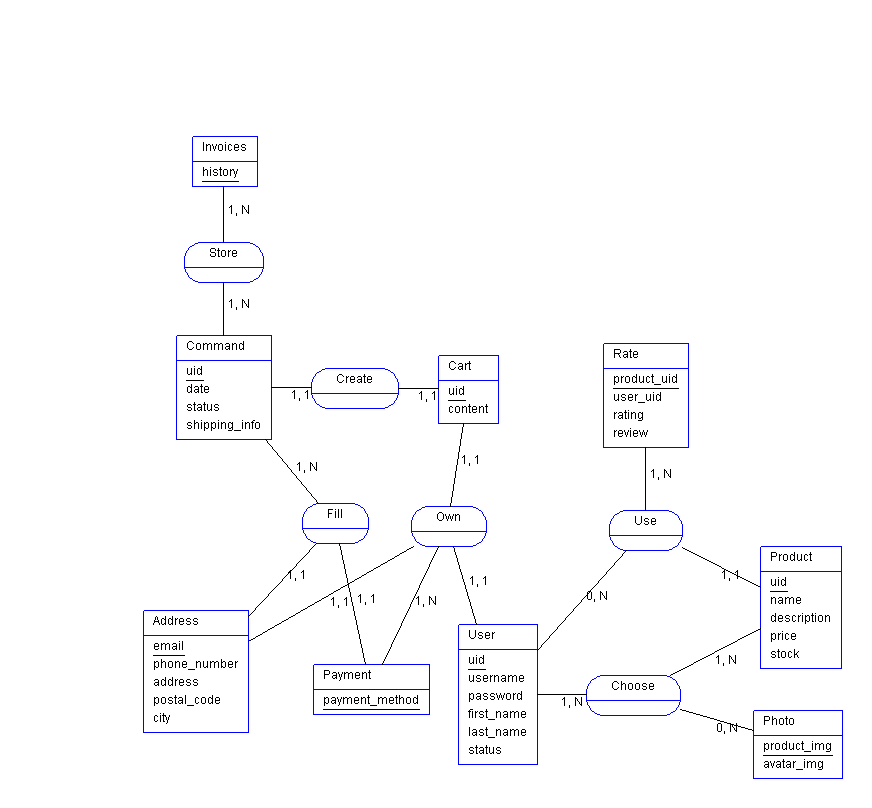 Invoices
history
1, N
Store
1, N
Command
uid
date
status
shipping_info
1, 1
Create
1, 1
Cart
uid
content
Rate
product_uid
user_uid
rating
review
1, N
1, 1
1, N
Fill
Own
Use
1, 1
1, 1
1, 1
1, N
1, 1
0, N
1, 1
Product
uid
name
description
price
stock
Address
email
phone_number
address
postal_code
city
Payment
payment_method
User
uid
username
password
first_name
last_name
status
1, N
Choose
1, N
0, N
Photo
product_img
avatar_img